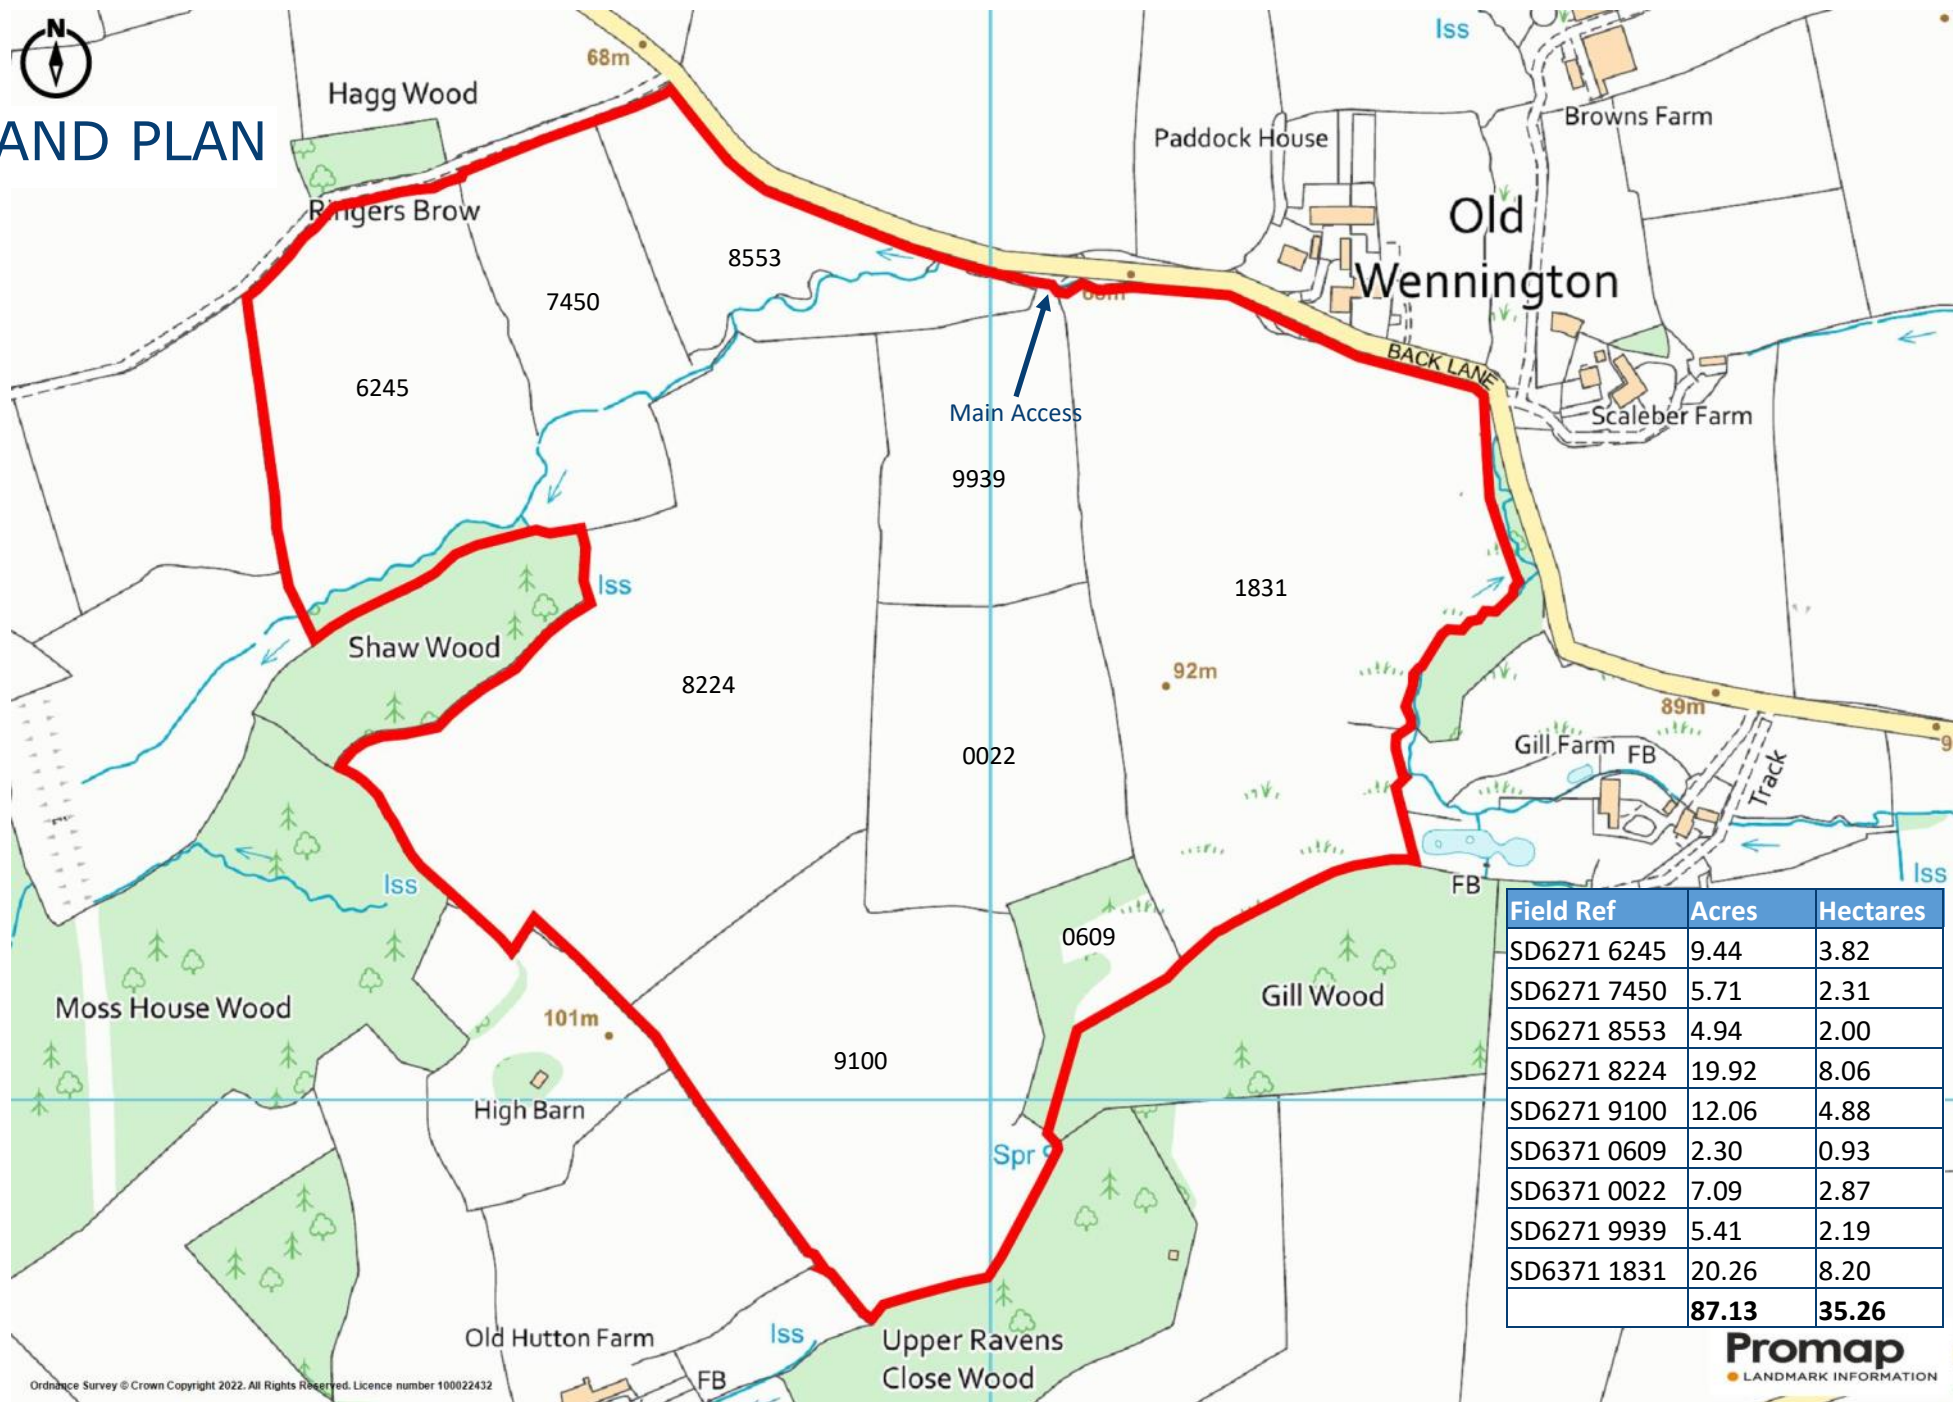 N
AND PLAN
68m
Iss
Hagg Wood
Browns Farm
Paddock House
Ringers Brow
Old
Wennington
8553
7450
BACK LANE
6245
Main Access
Scaleber Farm
9939
Iss
1831
Shaw Wood
8224
92m
89m
0022
Gill Farm
FB
Track
Iss
FB
Iss
0609
Moss House Wood
Gill Wood
101m
9100
High Barn
Spr
Old Hutton Farm
Iss
Upper Ravens
Close Wood
FB
Field Ref Acres Hectares
SD6271 6245 9.44 3.82
SD6271 7450 5.71 2.31
SD6271 8553 4.94 2.00
SD6271 8224 19.92 8.06
SD6271 9100 12.06 4.88
SD6371 0609 2.30 0.93
SD6371 0022 7.09 2.87
SD6271 9939 5.41 2.19
SD6371 1831 20.26 8.20
87.13 35.26
Promap
LANDMARK INFORMATION
Ordnance Survey © Crown Copyright 2022. All Rights Reserved. Licence number 100022432